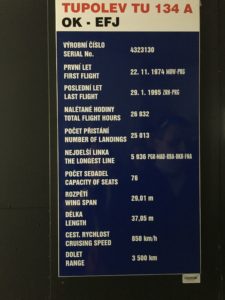 TUPOLEV TU 134 A
OK - EFJ
VÝROBNÍ ČÍSLO
SERIAL No. 4323130
PRVNÍ LET
FIRST FLIGHT 22. 11. 1974
POSLEDNÍ LET
LAST FLIGHT 29. 1. 1995
NALÉTANÉ HODINY
TOTAL FLIGHT HOURS 26 832
POČET PŘISTÁNÍ
NUMBER OF LANDINGS 25 013
NEJDELŠÍ LINKA
THE LONGEST LINE 5 936
POČET SEDADEL
CAPACITY OF SEATS 76
ROZPĚTÍ
WING SPAN 29,01 m
DÉLKA
LENGTH 37,05 m
CEST. RYCHLOST
CRUISING SPEED 850 km/h
DOLET
RANGE 3 500 km